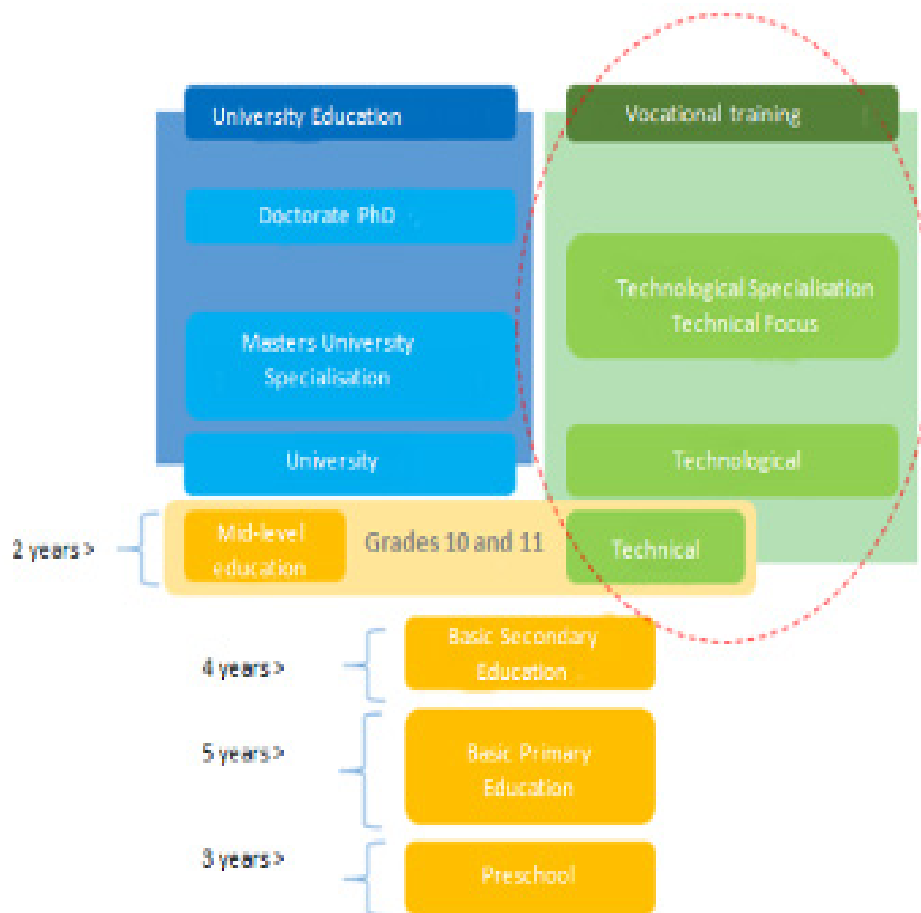 University Education
Vocational training
Doctorate PhD
Technological Specialisation
Technical Focus
Masters University
Specialisation
University
Technological
2 years >
Mid-level
education
Grades 10 and 11
Technical
4 years >
Basic Secondary
Education
5 years >
Basic Primary
Education
3 years >
Preschool